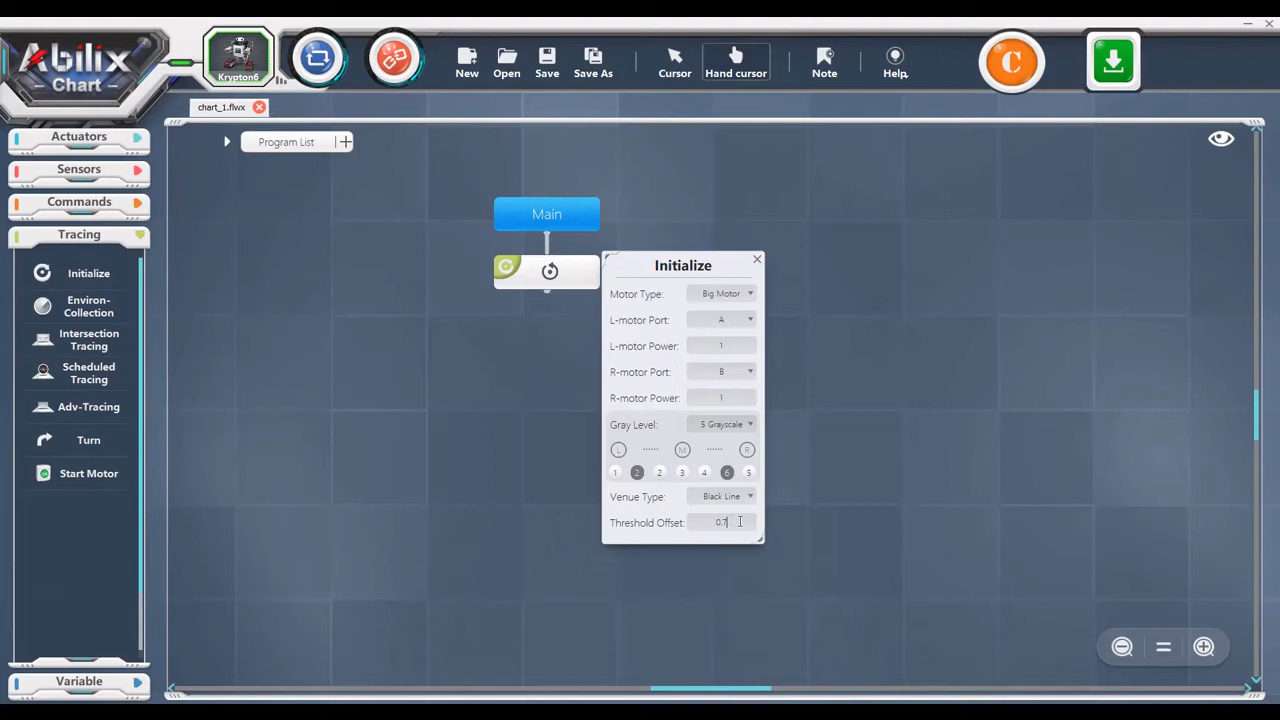 Abilix
Chart
Krypton6
New
Open
Save
Save As
Cursor
Hand cursor
Note
Help
C
chart_1.flwx
Program List
Actuators
Sensors
Commands
Tracing
Initialize
Environ-
Collection
Intersection
Tracing
Scheduled
Tracing
Adv-Tracing
Turn
Start Motor
Variable
Main
Initialize
Motor Type: Big Motor
L-motor Port: A
L-motor Power: 1
R-motor Port: B
R-motor Power: 1
Gray Level: 5 Grayscale
L ······ M ······ R
1 2 2 3 4 6 5
Venue Type: Black Line
Threshold Offset: 0.7